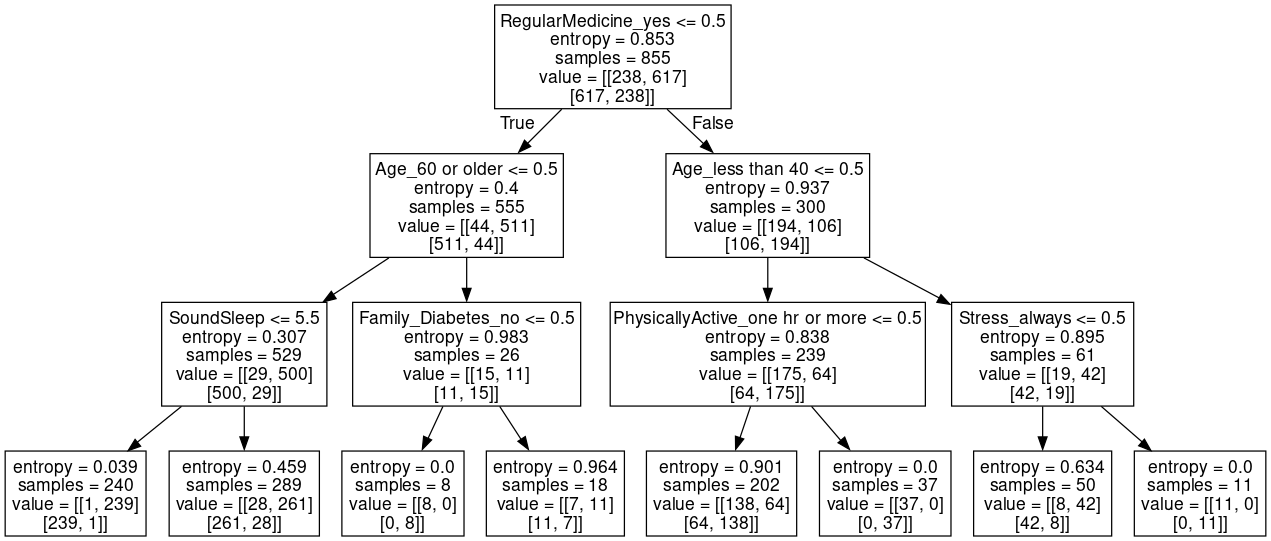 RegularMedicine_yes <= 0.5
entropy = 0.853
samples = 855
value = [[238, 617]
[617, 238]]
True
False
Age_60 or older <= 0.5
entropy = 0.4
samples = 555
value = [[44, 511]
[511, 44]]
Age_less than 40 <= 0.5
entropy = 0.937
samples = 300
value = [[194, 106]
[106, 194]]
SoundSleep <= 5.5
entropy = 0.307
samples = 529
value = [[29, 500]
[500, 29]]
Family_Diabetes_no <= 0.5
entropy = 0.983
samples = 26
value = [[15, 11]
[11, 15]]
PhysicallyActive_one hr or more <= 0.5
entropy = 0.838
samples = 239
value = [[175, 64]
[64, 175]]
Stress_always <= 0.5
entropy = 0.895
samples = 61
value = [[19, 42]
[42, 19]]
entropy = 0.039
samples = 240
value = [[1, 239]
[239, 1]]
entropy = 0.459
samples = 289
value = [[28, 261]
[261, 28]]
entropy = 0.0
samples = 8
value = [[8, 0]
[0, 8]]
entropy = 0.964
samples = 18
value = [[7, 11]
[11, 7]]
entropy = 0.901
samples = 202
value = [[138, 64]
[64, 138]]
entropy = 0.0
samples = 37
value = [[37, 0]
[0, 37]]
entropy = 0.634
samples = 50
value = [[8, 42]
[42, 8]]
entropy = 0.0
samples = 11
value = [[11, 0]
[0, 11]]